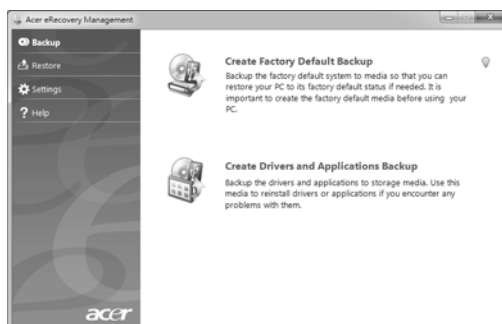 Acer eRecovery Management
Backup
Restore
Settings
Help
Create Factory Default Backup
Backup the factory default system to media so that you can
restore your PC to its factory default status if needed. It is
important to create the factory default media before using your
PC.
Create Drivers and Applications Backup
Backup the drivers and applications to storage media. Use this
media to reinstall drivers or applications if you encounter any
problems with them.
acer